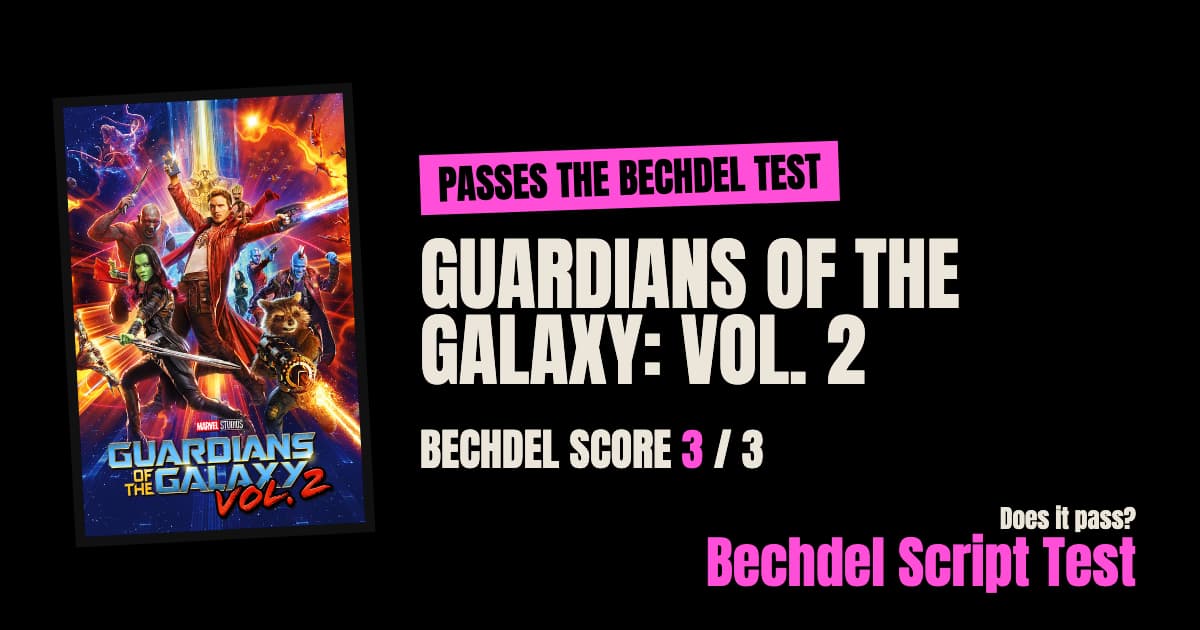 MARVEL STUDIOS
GUARDIANS
OF THE GALAXY
VOL. 2
PASSES THE BECHDEL TEST
GUARDIANS OF THE
GALAXY: VOL. 2
BECHDEL SCORE 3 / 3
Does it pass?
Bechdel Script Test